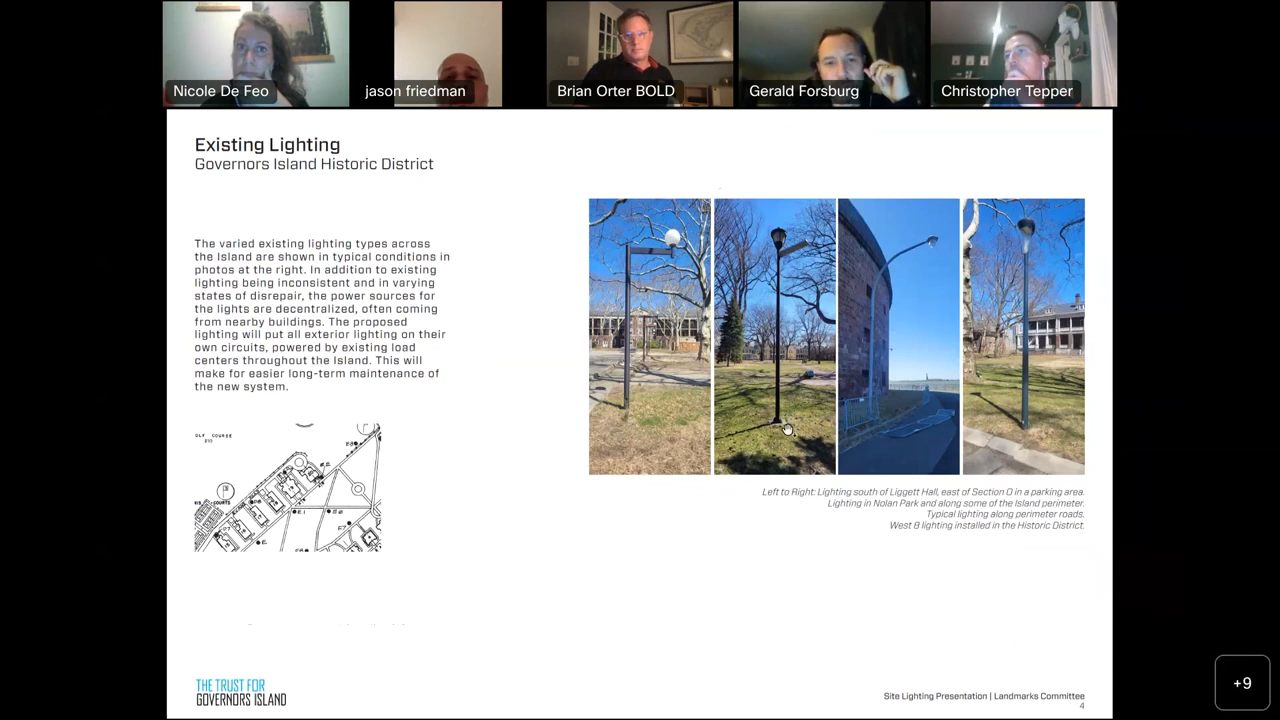 Nicole De Feo
jason friedman
Brian Orter BOLD
Gerald Forsburg
Christopher Tepper
Existing Lighting
Governors Island Historic District
The varied existing lighting types across
the Island are shown in typical conditions in
photos at the right. In addition to existing
lighting being inconsistent and in varying
states of disrepair, the power sources for
the lights are decentralized, often coming
from nearby buildings. The proposed
lighting will put all exterior lighting on their
own circuits, powered by existing load
centers throughout the Island. This will
make for easier long-term maintenance of
the new system.
Left to Right: Lighting south of Liggett Hall, east of Section O in a parking area.
Lighting in Nolan Park and along some of the Island perimeter.
Typical lighting along perimeter roads.
West 8 lighting installed in the Historic District.
OLF COURSE
THE TRUST FOR
GOVERNORS ISLAND
Site Lighting Presentation | Landmarks Committee
4
+9